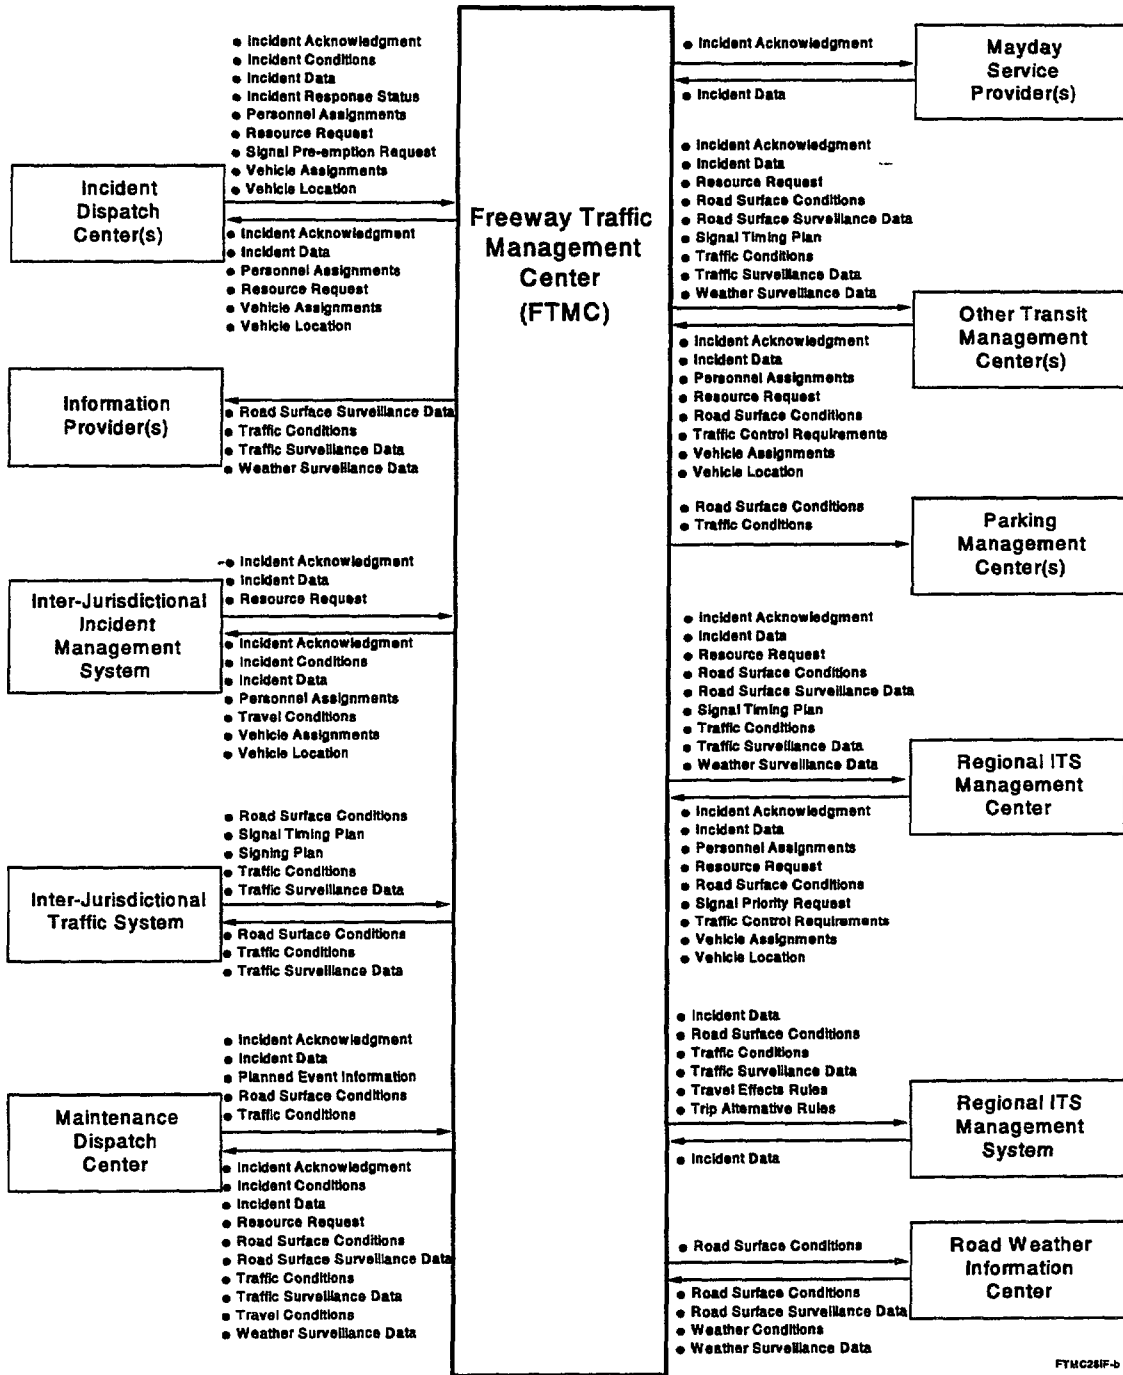 ● Incident Acknowledgment
● Incident Conditions
● Incident Data
● Incident Response Status
● Personnel Assignments
● Resource Request
● Signal Pre-emption Request
● Vehicle Assignments
● Vehicle Location
Incident
Dispatch
Center(s)
● Incident Acknowledgment
● Incident Data
● Personnel Assignments
● Resource Request
● Vehicle Assignments
● Vehicle Location
Information
Provider(s)
● Road Surface Surveillance Data
● Traffic Conditions
● Traffic Surveillance Data
● Weather Surveillance Data
● Incident Acknowledgment
● Incident Data
● Resource Request
Inter-Jurisdictional
Incident
Management
System
● Incident Acknowledgment
● Incident Conditions
● Incident Data
● Personnel Assignments
● Travel Conditions
● Vehicle Assignments
● Vehicle Location
● Road Surface Conditions
● Signal Timing Plan
● Signing Plan
● Traffic Conditions
● Traffic Surveillance Data
Inter-Jurisdictional
Traffic System
● Road Surface Conditions
● Traffic Conditions
● Traffic Surveillance Data
● Incident Acknowledgment
● Incident Data
● Planned Event Information
● Road Surface Conditions
● Traffic Conditions
Maintenance
Dispatch
Center
● Incident Acknowledgment
● Incident Conditions
● Incident Data
● Resource Request
● Road Surface Conditions
● Road Surface Surveillance Data
● Traffic Conditions
● Traffic Surveillance Data
● Travel Conditions
● Weather Surveillance Data
Freeway Traffic
Management
Center
(FTMC)
● Incident Acknowledgment
Mayday
Service
Provider(s)
● Incident Data
● Incident Acknowledgment
● Incident Data
● Resource Request
● Road Surface Conditions
● Road Surface Surveillance Data
● Signal Timing Plan
● Traffic Conditions
● Traffic Surveillance Data
● Weather Surveillance Data
Other Transit
Management
Center(s)
● Incident Acknowledgment
● Incident Data
● Personnel Assignments
● Resource Request
● Road Surface Conditions
● Traffic Control Requirements
● Vehicle Assignments
● Vehicle Location
● Road Surface Conditions
● Traffic Conditions
Parking
Management
Center(s)
● Incident Acknowledgment
● Incident Data
● Resource Request
● Road Surface Conditions
● Road Surface Surveillance Data
● Signal Timing Plan
● Traffic Conditions
● Traffic Surveillance Data
● Weather Surveillance Data
Regional ITS
Management
Center
● Incident Acknowledgment
● Incident Data
● Personnel Assignments
● Resource Request
● Road Surface Conditions
● Signal Priority Request
● Traffic Control Requirements
● Vehicle Assignments
● Vehicle Location
● Incident Data
● Road Surface Conditions
● Traffic Conditions
● Traffic Surveillance Data
● Travel Effects Rules
● Trip Alternative Rules
Regional ITS
Management
System
● Incident Data
● Road Surface Conditions
Road Weather
Information
Center
● Road Surface Conditions
● Road Surface Surveillance Data
● Weather Conditions
● Weather Surveillance Data